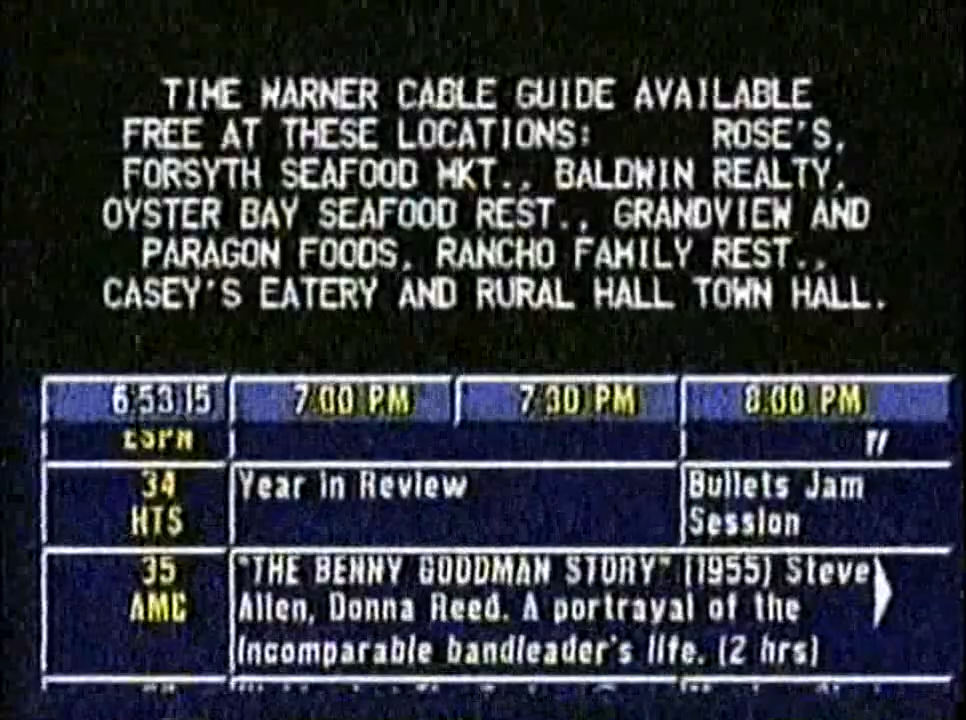 TIME WARNER CABLE GUIDE AVAILABLE
FREE AT THESE LOCATIONS: ROSE'S,
FORSYTH SEAFOOD MKT., BALDWIN REALTY,
OYSTER BAY SEAFOOD REST., GRANDVIEW AND
PARAGON FOODS, RANCHO FAMILY REST.,
CASEY'S EATERY AND RURAL HALL TOWN HALL.
6:53:15 7:00 PM 7:30 PM 8:00 PM
ESPN
34 Year in Review Bullets Jam
HTS Session
35 "THE BENNY GOODMAN STORY" (1955) Steve
AMC Allen, Donna Reed. A portrayal of the
incomparable bandleader's life. (2 hrs)